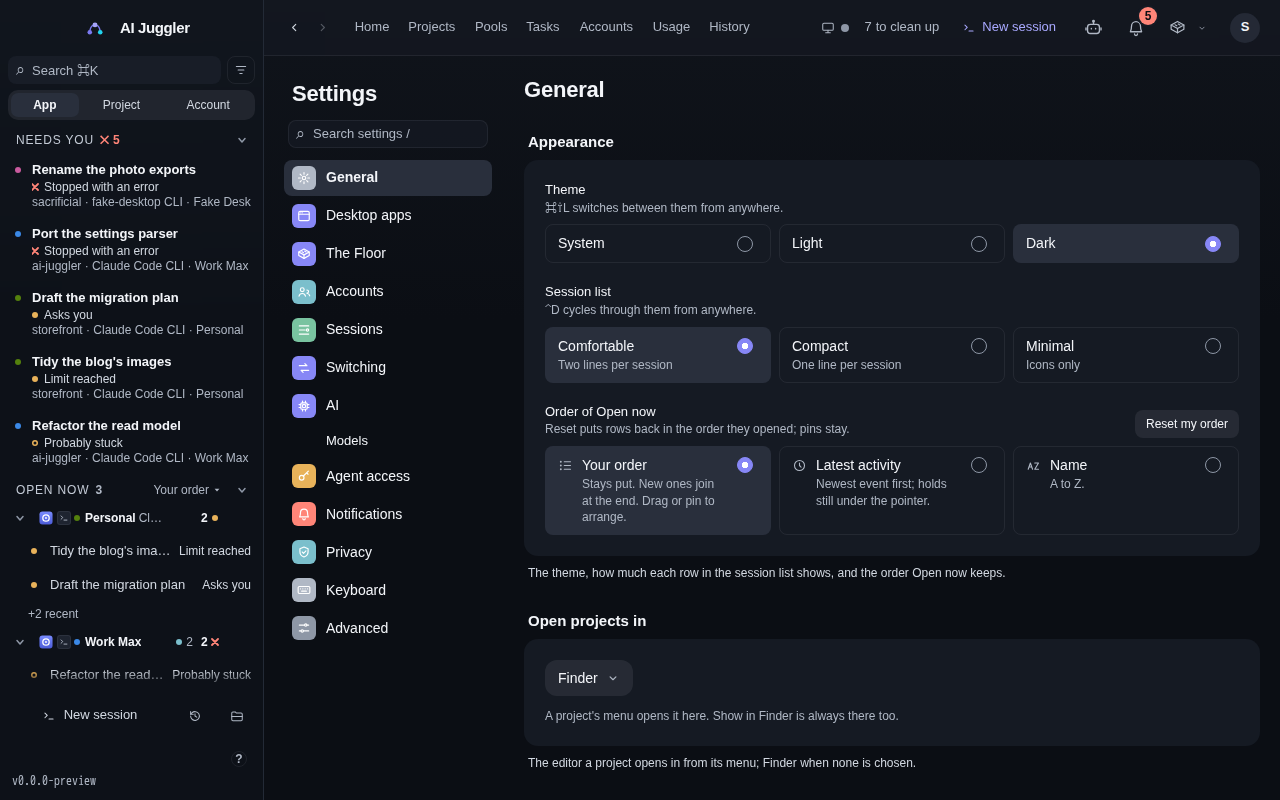 AI Juggler
Search ⌘K
App
Project
Account
NEEDS YOU 5
Rename the photo exports
Stopped with an error
sacrificial · fake-desktop CLI · Fake Desk
Port the settings parser
Stopped with an error
ai-juggler · Claude Code CLI · Work Max
Draft the migration plan
Asks you
storefront · Claude Code CLI · Personal
Tidy the blog's images
Limit reached
storefront · Claude Code CLI · Personal
Refactor the read model
Probably stuck
ai-juggler · Claude Code CLI · Work Max
OPEN NOW 3 Your order
Personal Cl… 2
Tidy the blog's ima… Limit reached
Draft the migration plan Asks you
+2 recent
Work Max 2 2
Refactor the read… Probably stuck
New session
?
v0.0.0-preview
Home Projects Pools Tasks Accounts Usage History
7 to clean up
New session
5
S
Settings
Search settings /
General
Desktop apps
The Floor
Accounts
Sessions
Switching
AI
Models
Agent access
Notifications
Privacy
Keyboard
Advanced
General
Appearance
Theme
⌘⇧L switches between them from anywhere.
System
Light
Dark
Session list
^D cycles through them from anywhere.
Comfortable
Two lines per session
Compact
One line per session
Minimal
Icons only
Order of Open now
Reset puts rows back in the order they opened; pins stay.
Reset my order
Your order
Stays put. New ones join
at the end. Drag or pin to
arrange.
Latest activity
Newest event first; holds
still under the pointer.
AZ Name
A to Z.
The theme, how much each row in the session list shows, and the order Open now keeps.
Open projects in
Finder
A project's menu opens it here. Show in Finder is always there too.
The editor a project opens in from its menu; Finder when none is chosen.